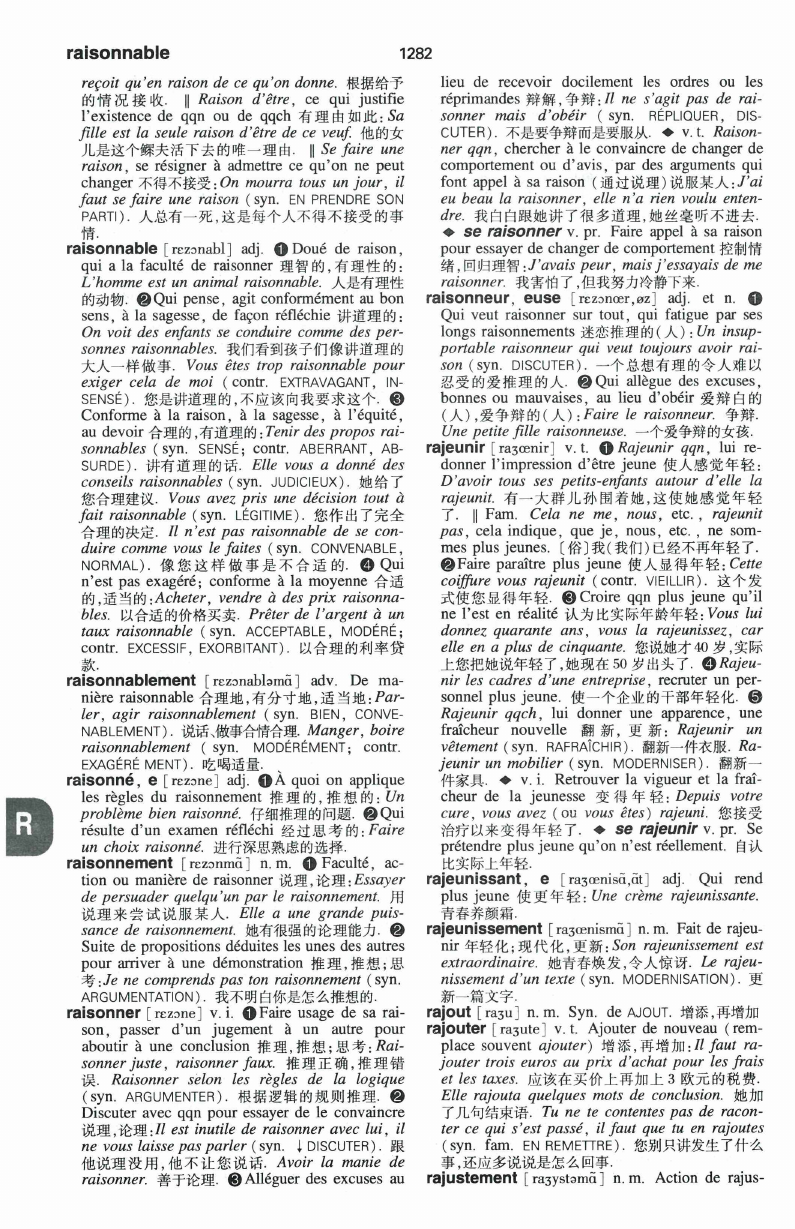 raisonnable
1282
reçoit qu'en raison de ce qu'on donne. 根据给予
的情况接收. ‖ Raison d'être, ce qui justifie
l'existence de qqn ou de qqch 有理由如此: Sa
fille est la seule raison d'être de ce veuf. 他的女
儿是这个鳏夫活下去的唯一理由. ‖ Se faire une
raison, se résigner à admettre ce qu'on ne peut
changer 不得不接受: On mourra tous un jour, il
faut se faire une raison (syn. EN PRENDRE SON
PARTI). 人总有一死,这是每个人不得不接受的事
情.
raisonnable [rɛzɔnabl] adj. ❶ Doué de raison,
qui a la faculté de raisonner 理智的,有理性的:
L'homme est un animal raisonnable. 人是有理性
的动物. ❷ Qui pense, agit conformément au bon
sens, à la sagesse, de façon réfléchie 讲道理的:
On voit des enfants se conduire comme des per-
sonnes raisonnables. 我们看到孩子们像讲道理的
大人一样做事. Vous êtes trop raisonnable pour
exiger cela de moi (contr. EXTRAVAGANT, IN-
SENSÉ). 您是讲道理的,不应该向我要求这个. ❸
Conforme à la raison, à la sagesse, à l'équité,
au devoir 合理的,有道理的: Tenir des propos rai-
sonnables (syn. SENSÉ; contr. ABERRANT, AB-
SURDE). 讲有道理的话. Elle vous a donné des
conseils raisonnables (syn. JUDICIEUX). 她给了
您合理建议. Vous avez pris une décision tout à
fait raisonnable (syn. LÉGITIME). 您作出了完全
合理的决定. Il n'est pas raisonnable de se con-
duire comme vous le faites (syn. CONVENABLE,
NORMAL). 像您这样做事是不合适的. ❹ Qui
n'est pas exagéré; conforme à la moyenne 合适
的,适当的: Acheter, vendre à des prix raisonna-
bles. 以合适的价格买卖. Prêter de l'argent à un
taux raisonnable (syn. ACCEPTABLE, MODÉRÉ;
contr. EXCESSIF, EXORBITANT). 以合理的利率贷
款.
raisonnablement [rɛzɔnabləmɑ̃] adv. De ma-
nière raisonnable 合理地,有分寸地,适当地: Par-
ler, agir raisonnablement (syn. BIEN, CONVE-
NABLEMENT). 说话、做事合情合理. Manger, boire
raisonnablement (syn. MODÉRÉMENT; contr.
EXAGÉRÉ MENT). 吃喝适量.
raisonné, e [rɛzɔne] adj. ❶ À quoi on applique
les règles du raisonnement 推理的,推想的: Un
problème bien raisonné. 仔细推理的问题. ❷ Qui
résulte d'un examen réfléchi 经过思考的: Faire
un choix raisonné. 进行深思熟虑的选择.
raisonnement [rɛzɔnmɑ̃] n. m. ❶ Faculté, ac-
tion ou manière de raisonner 说理,论理: Essayer
de persuader quelqu'un par le raisonnement. 用
说理来尝试说服某人. Elle a une grande puis-
sance de raisonnement. 她有很强的论理能力. ❷
Suite de propositions déduites les unes des autres
pour arriver à une démonstration 推理,推想;思
考: Je ne comprends pas ton raisonnement (syn.
ARGUMENTATION). 我不明白你是怎么推想的.
raisonner [rɛzɔne] v. i. ❶ Faire usage de sa rai-
son, passer d'un jugement à un autre pour
aboutir à une conclusion 推理,推想;思考: Rai-
sonner juste, raisonner faux. 推理正确,推理错
误. Raisonner selon les règles de la logique
(syn. ARGUMENTER). 根据逻辑的规则推理. ❷
Discuter avec qqn pour essayer de le convaincre
说理,论理: Il est inutile de raisonner avec lui, il
ne vous laisse pas parler (syn. ↓ DISCUTER). 跟
他说理没用,他不让您说话. Avoir la manie de
raisonner. 善于论理. ❸ Alléguer des excuses au
R
lieu de recevoir docilement les ordres ou les
réprimandes 辩解,争辩: Il ne s'agit pas de rai-
sonner mais d'obéir (syn. RÉPLIQUER, DIS-
CUTER). 不是要争辩而是要服从. ◆ v. t. Raison-
ner qqn, chercher à le convaincre de changer de
comportement ou d'avis, par des arguments qui
font appel à sa raison (通过说理)说服某人: J'ai
eu beau la raisonner, elle n'a rien voulu enten-
dre. 我白白跟她讲了很多道理,她丝毫听不进去.
◆ se raisonner v. pr. Faire appel à sa raison
pour essayer de changer de comportement 控制情
绪,回归理智: J'avais peur, mais j'essayais de me
raisonner. 我害怕了,但我努力冷静下来.
raisonneur, euse [rɛzɔnœr,øz] adj. et n. ❶
Qui veut raisonner sur tout, qui fatigue par ses
longs raisonnements 迷恋推理的(人): Un insup-
portable raisonneur qui veut toujours avoir rai-
son (syn. DISCUTER). 一个总想有理的令人难以
忍受的爱推理的人. ❷ Qui allègue des excuses,
bonnes ou mauvaises, au lieu d'obéir 爱辩白的
(人),爱争辩的(人): Faire le raisonneur. 争辩.
Une petite fille raisonneuse. 一个爱争辩的女孩.
rajeunir [raʒœnir] v. t. ❶ Rajeunir qqn, lui re-
donner l'impression d'être jeune 使人感觉年轻:
D'avoir tous ses petits-enfants autour d'elle la
rajeunit. 有一大群儿孙围着她,这使她感觉年轻
了. ‖ Fam. Cela ne me, nous, etc., rajeunit
pas, cela indique, que je, nous, etc., ne som-
mes plus jeunes. [俗]我(我们)已经不再年轻了.
❷ Faire paraître plus jeune 使人显得年轻: Cette
coiffure vous rajeunit (contr. VIEILLIR). 这个发
式使您显得年轻. ❸ Croire qqn plus jeune qu'il
ne l'est en réalité 认为比实际年龄年轻: Vous lui
donnez quarante ans, vous la rajeunissez, car
elle en a plus de cinquante. 您说她才 40 岁,实际
上您把她说年轻了,她现在 50 岁出头了. ❹ Rajeu-
nir les cadres d'une entreprise, recruter un per-
sonnel plus jeune. 使一个企业的干部年轻化. ❺
Rajeunir qqch, lui donner une apparence, une
fraîcheur nouvelle 翻新,更新: Rajeunir un
vêtement (syn. RAFRAÎCHIR). 翻新一件衣服. Ra-
jeunir un mobilier (syn. MODERNISER). 翻新一
件家具. ◆ v. i. Retrouver la vigueur et la fraî-
cheur de la jeunesse 变得年轻: Depuis votre
cure, vous avez (ou vous êtes) rajeuni. 您接受
治疗以来变得年轻了. ◆ se rajeunir v. pr. Se
prétendre plus jeune qu'on n'est réellement. 自认
比实际上年轻.
rajeunissant, e [raʒœnisɑ̃,ɑ̃t] adj. Qui rend
plus jeune 使更年轻: Une crème rajeunissante.
青春养颜霜.
rajeunissement [raʒœnismɑ̃] n. m. Fait de rajeu-
nir 年轻化;现代化,更新: Son rajeunissement est
extraordinaire. 她青春焕发,令人惊讶. Le rajeu-
nissement d'un texte (syn. MODERNISATION). 更
新一篇文字.
rajout [raʒu] n. m. Syn. de AJOUT. 增添,再增加
rajouter [raʒute] v. t. Ajouter de nouveau (rem-
place souvent ajouter) 增添,再增加: Il faut ra-
jouter trois euros au prix d'achat pour les frais
et les taxes. 应该在买价上再加上 3 欧元的税费.
Elle rajouta quelques mots de conclusion. 她加
了几句结束语. Tu ne te contentes pas de racon-
ter ce qui s'est passé, il faut que tu en rajoutes
(syn. fam. EN REMETTRE). 您别只讲发生了什么
事,还应多说说是怎么回事.
rajustement [raʒystəmɑ̃] n. m. Action de rajus-